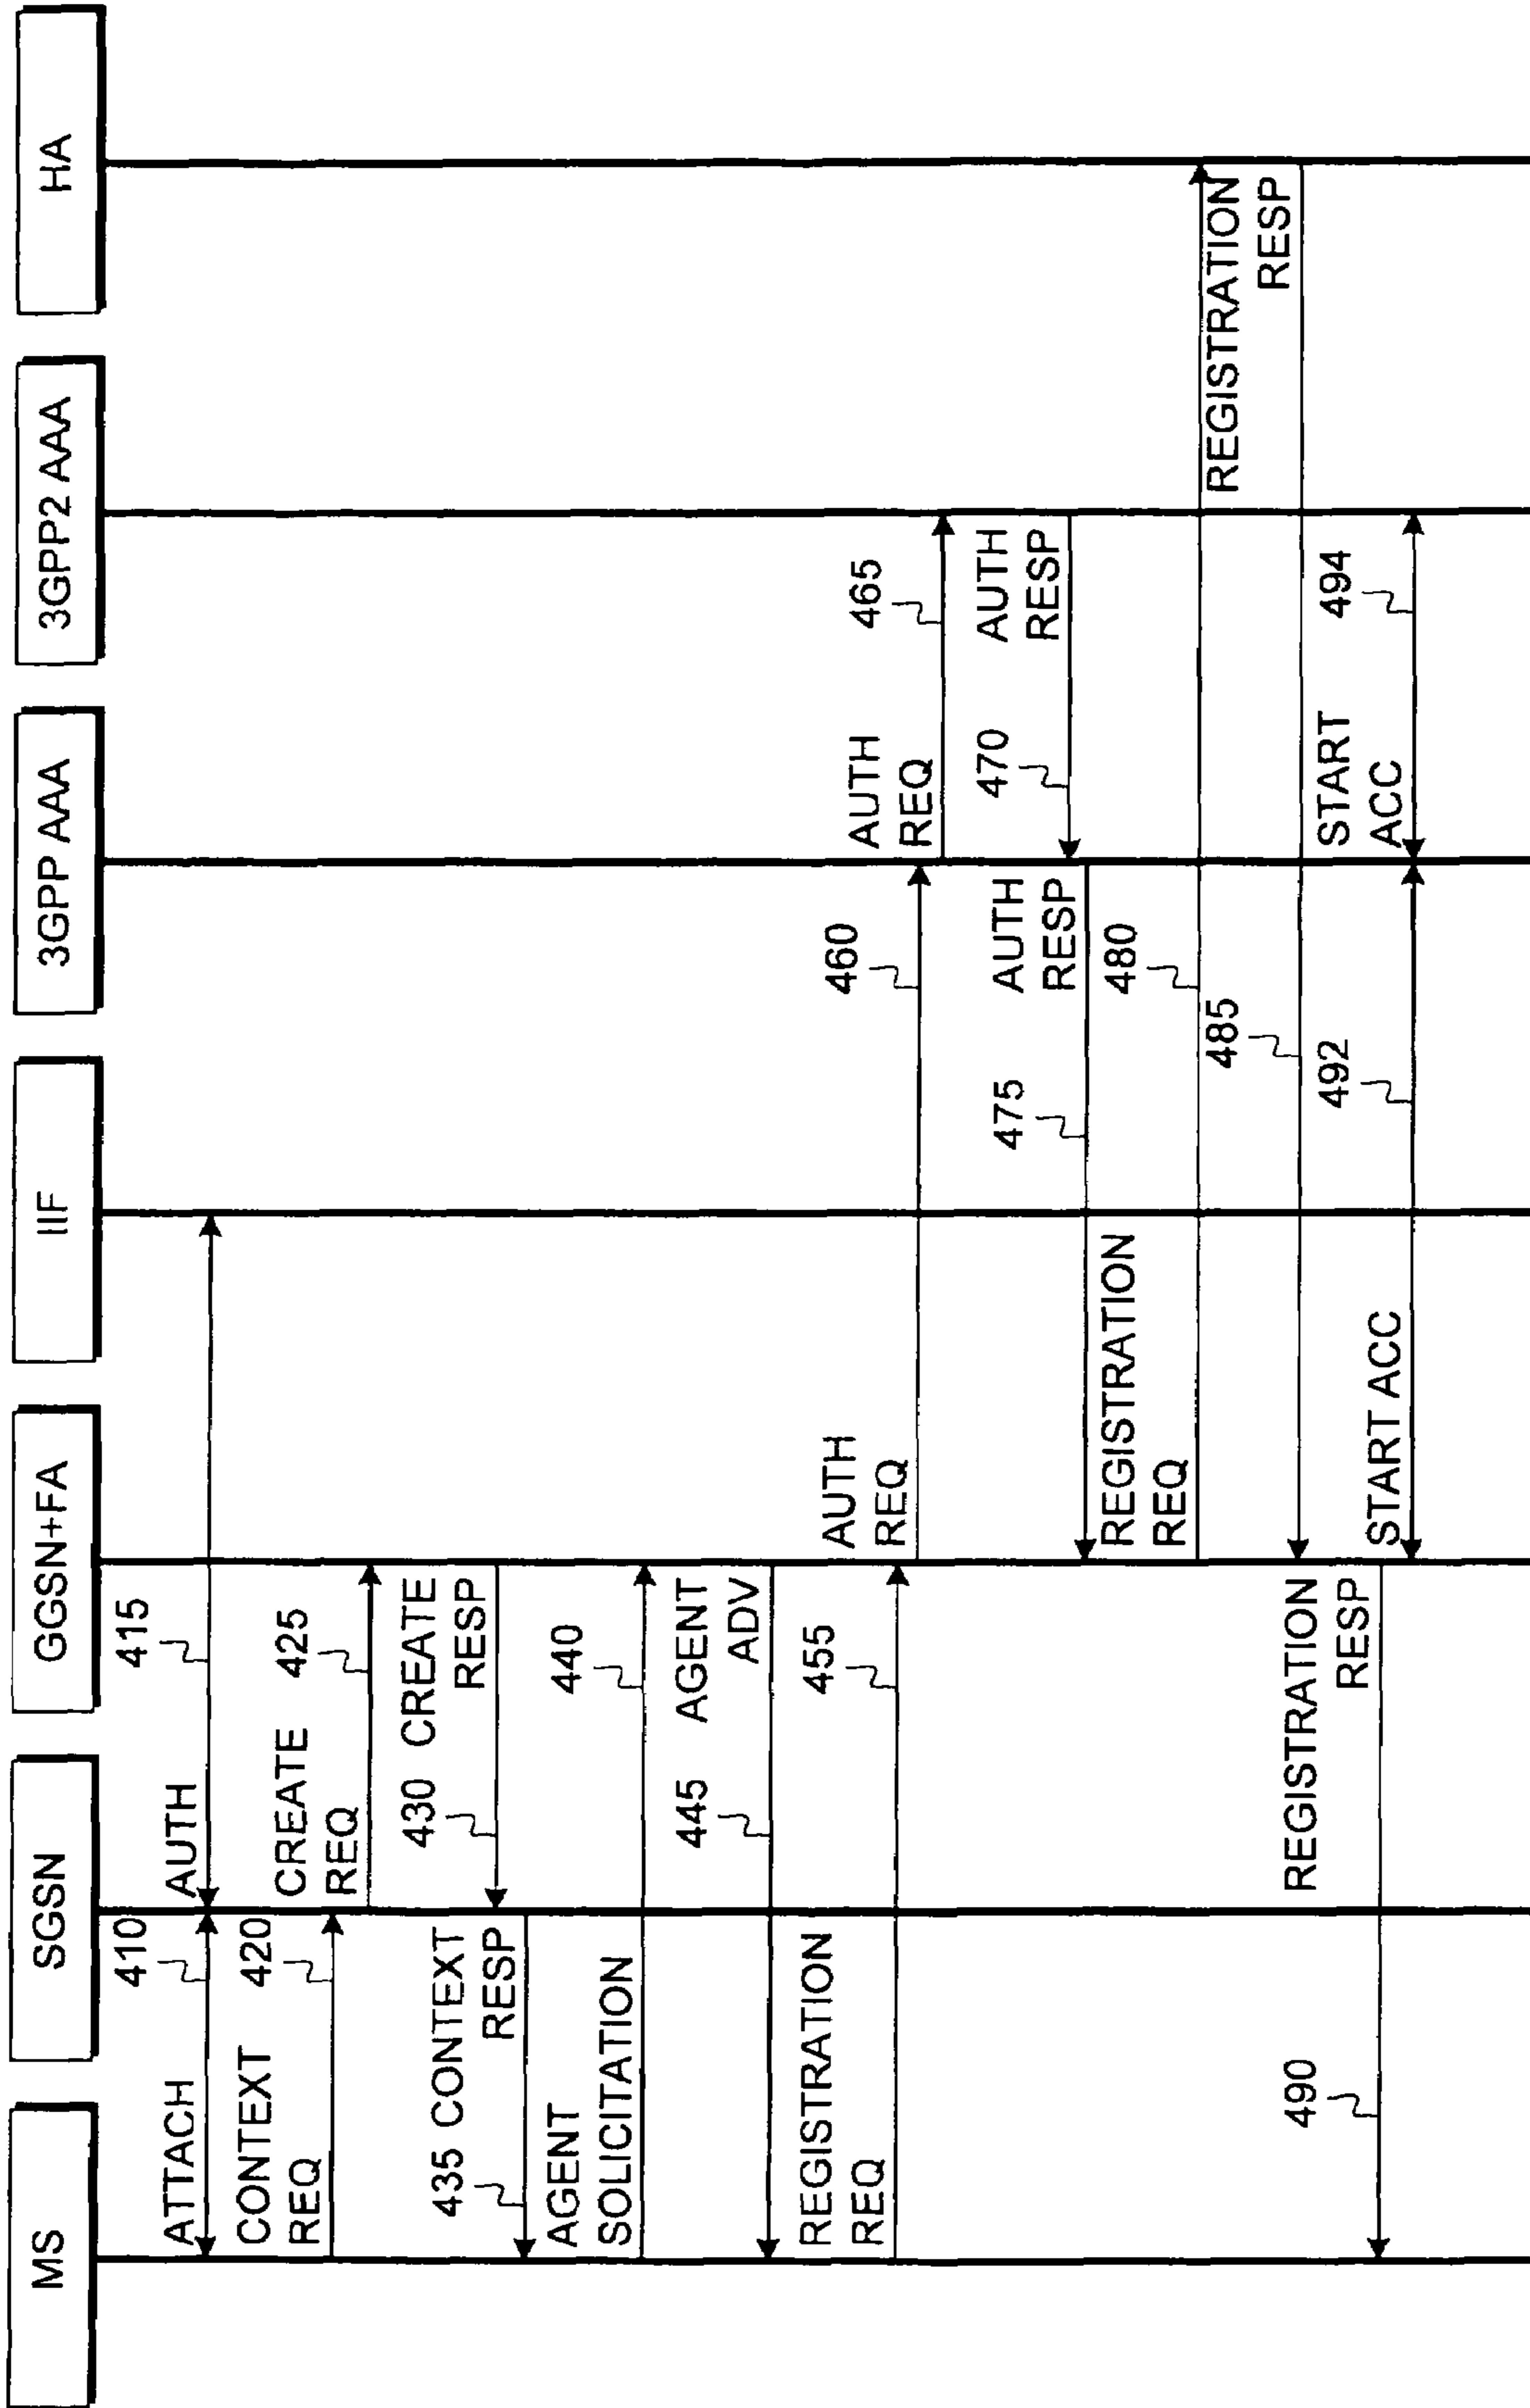 MS
SGSN
GGSN+FA
IIF
3GPP AAA
3GPP2 AAA
HA
ATTACH
410
AUTH
415
CONTEXT
REQ
420
CREATE
REQ
425
430
CREATE
RESP
435
CONTEXT
RESP
AGENT
SOLICITATION
440
445
AGENT
ADV
REGISTRATION
REQ
455
AUTH
REQ
460
AUTH
REQ
465
470
AUTH
RESP
475
AUTH
RESP
REGISTRATION
REQ
480
REGISTRATION
RESP
485
490
REGISTRATION
RESP
START ACC
492
START
ACC
494